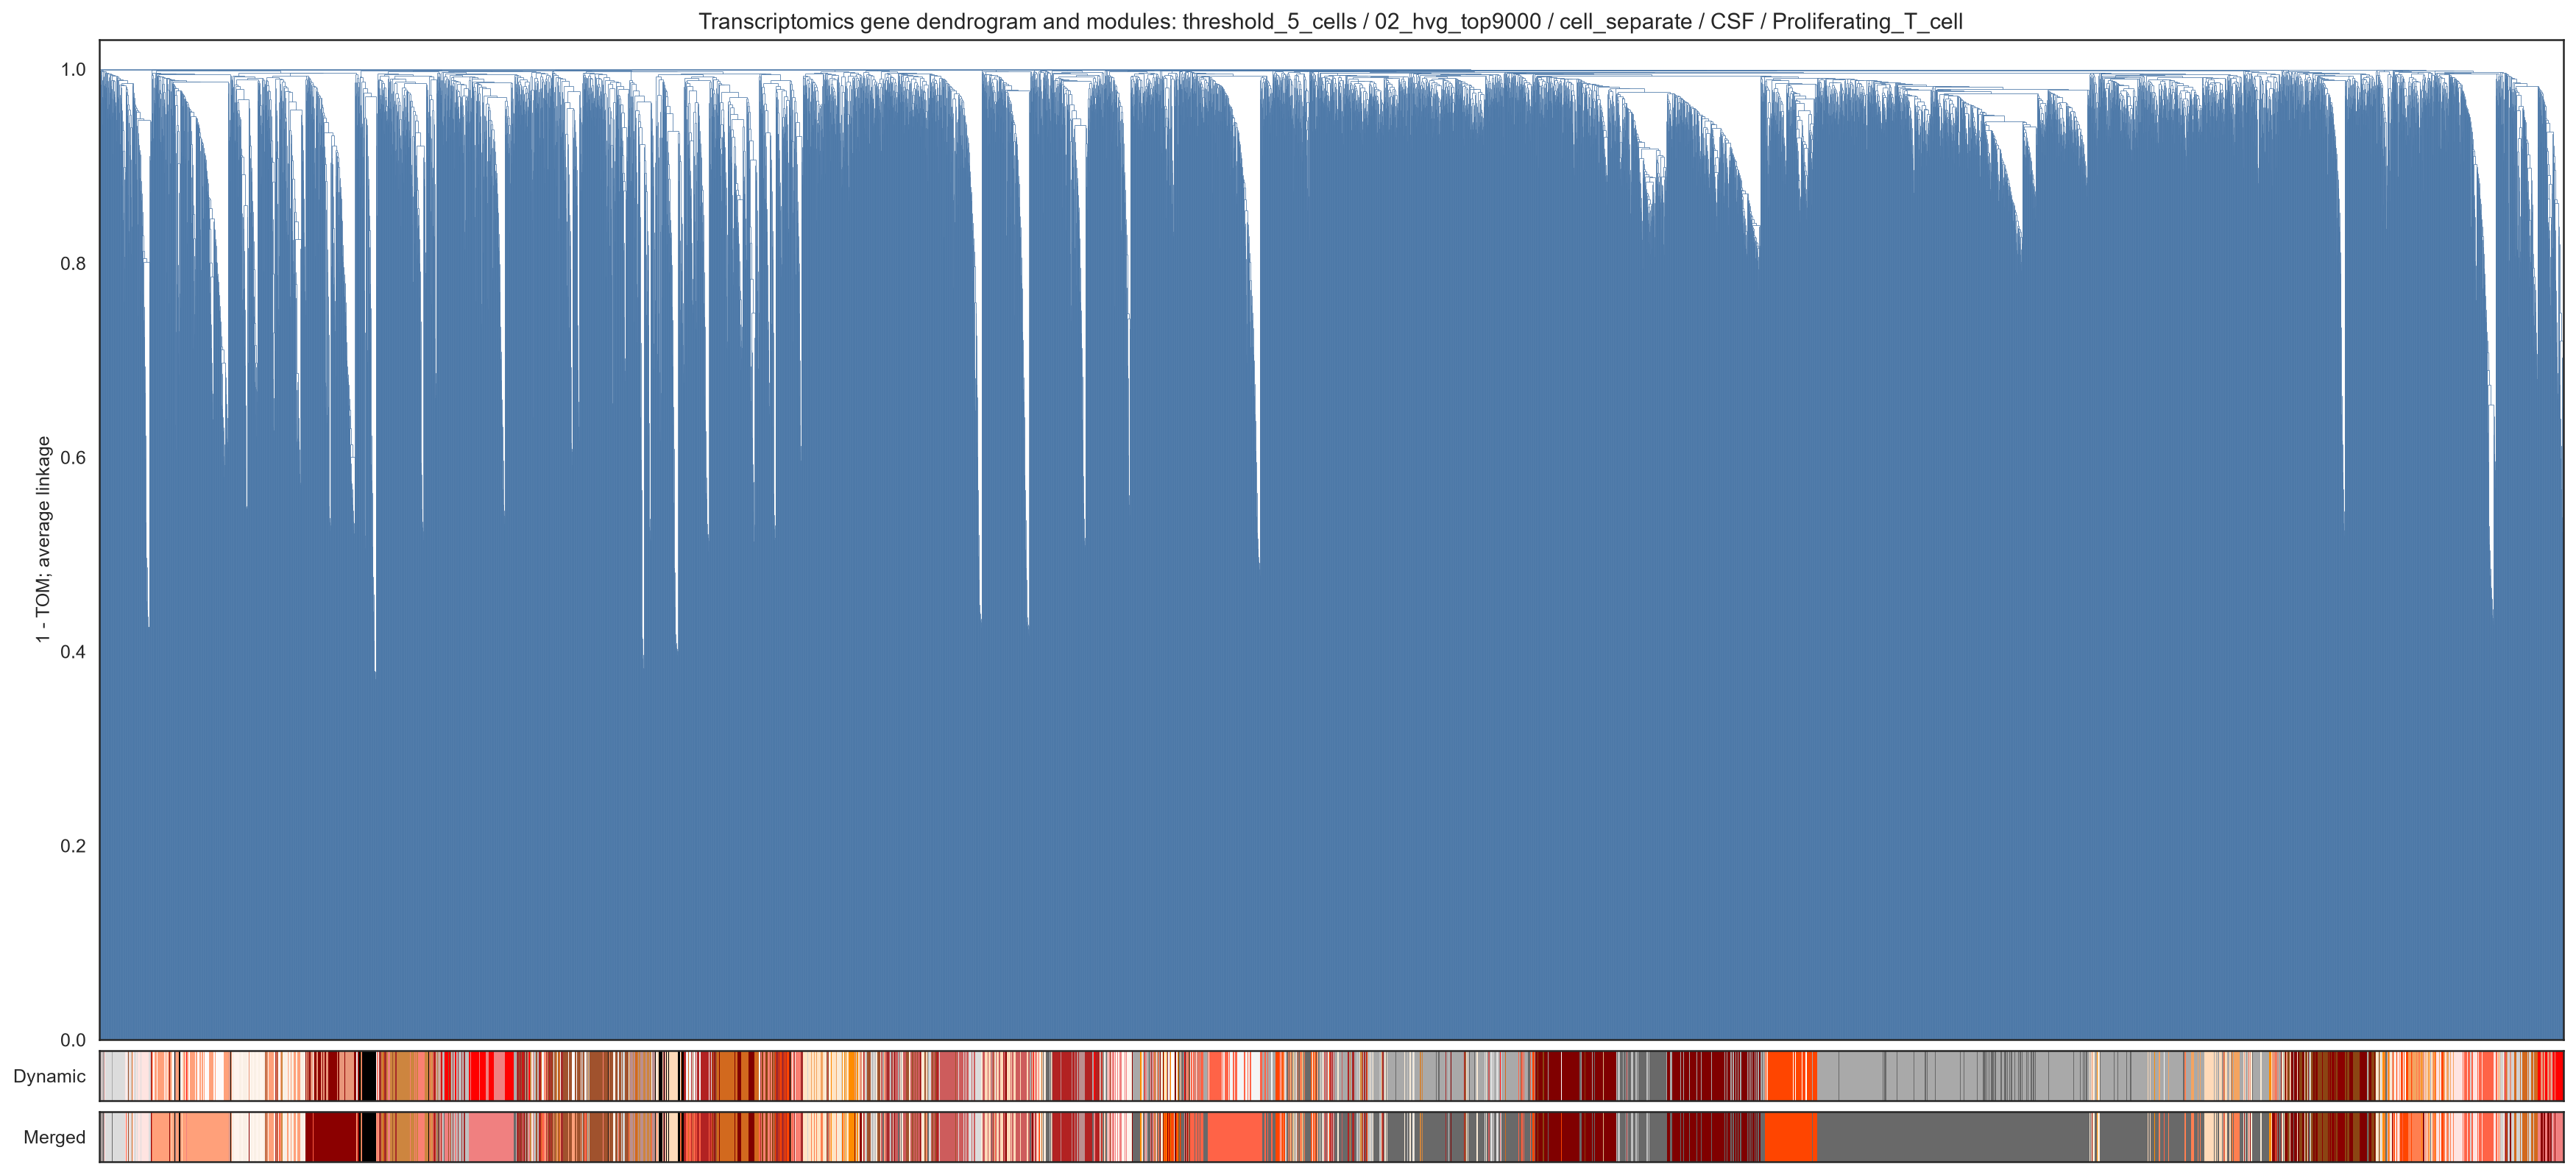 Transcriptomics gene dendrogram and modules: threshold_5_cells / 02_hvg_top9000 / cell_separate / CSF / Proliferating_T_cell
1.0
0.8
0.6
0.4
0.2
0.0
1 - TOM; average linkage
Dynamic
Merged